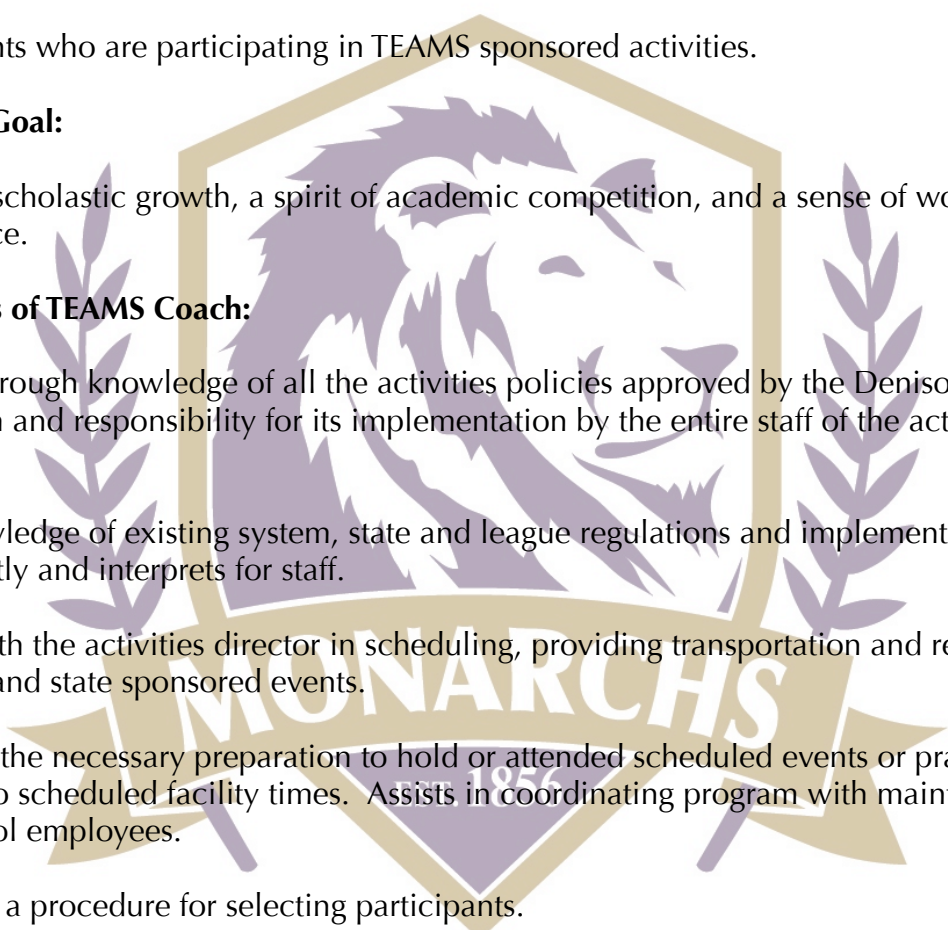 nts who are participating in TEAMS sponsored activities.
Goal:
scholastic growth, a spirit of academic competition, and a sense of wo
ce.
s of TEAMS Coach:
rough knowledge of all the activities policies approved by the Deniso
n and responsibility for its implementation by the entire staff of the act
wledge of existing system, state and league regulations and implement
tly and interprets for staff.
th the activities director in scheduling, providing transportation and re
and state sponsored events.
the necessary preparation to hold or attended scheduled events or pra
o scheduled facility times. Assists in coordinating program with main
ol employees.
a procedure for selecting participants.
MONARCHS
EST. 1856